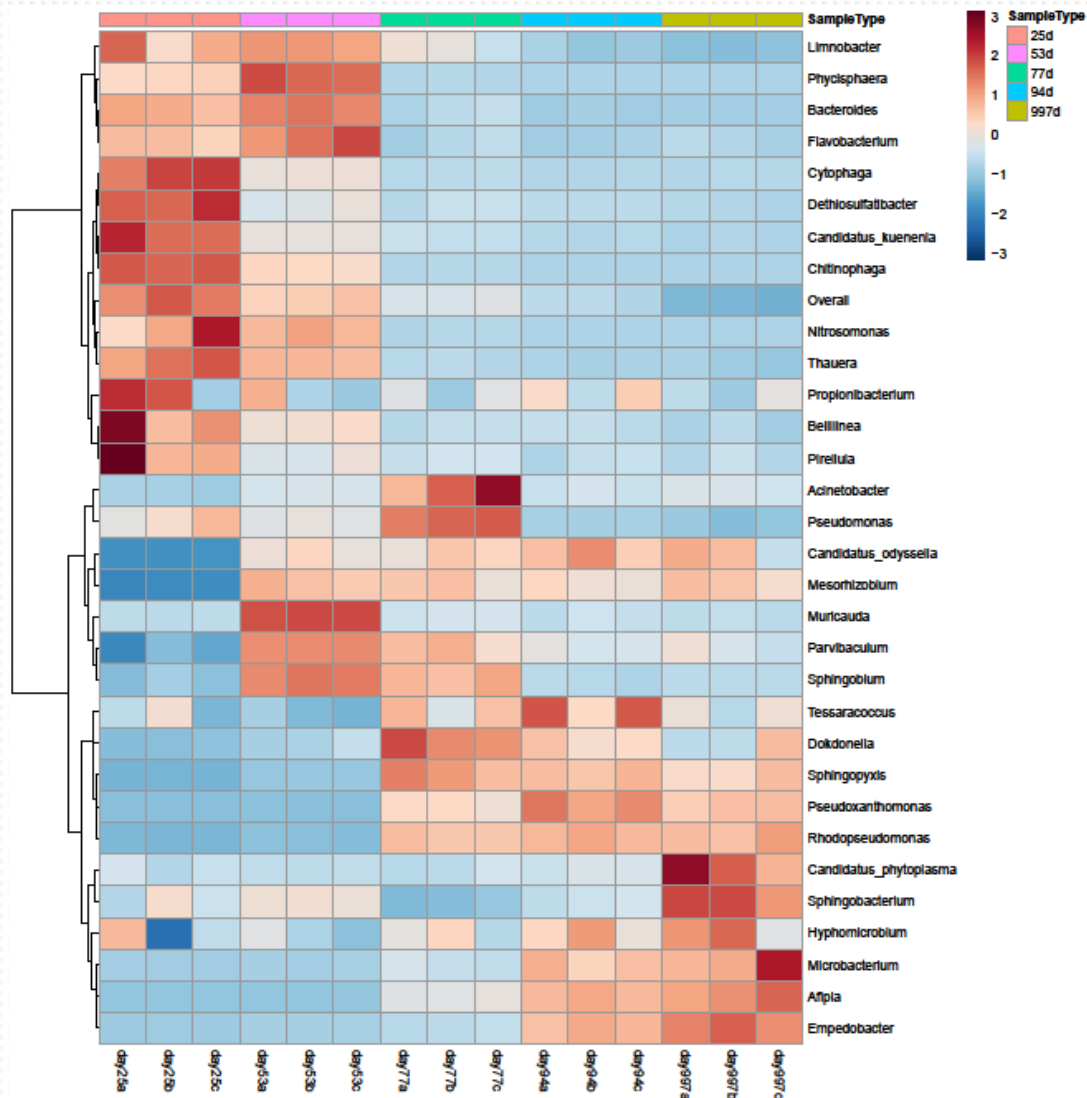 SampleType
3
2
1
0
−1
−2
−3
SampleType
25d
53d
77d
94d
997d
Limnobacter
Phycisphaera
Bacteroides
Flavobacterium
Cytophaga
Dethiosulfatibacter
Candidatus_kuenenia
Chitinophaga
Overall
Nitrosomonas
Thauera
Propionibacterium
Bellilinea
Pirellula
Acinetobacter
Pseudomonas
Candidatus_odyssella
Mesorhizobium
Muricauda
Parvibaculum
Sphingobium
Tessaracoccus
Dokdonella
Sphingopyxis
Pseudoxanthomonas
Rhodopseudomonas
Candidatus_phytoplasma
Sphingobacterium
Hyphomicrobium
Microbacterium
Afipia
Empedobacter
day25a
day25b
day25c
day53a
day53b
day53c
day77a
day77b
day77c
day94a
day94b
day94c
day997a
day997b
day997c